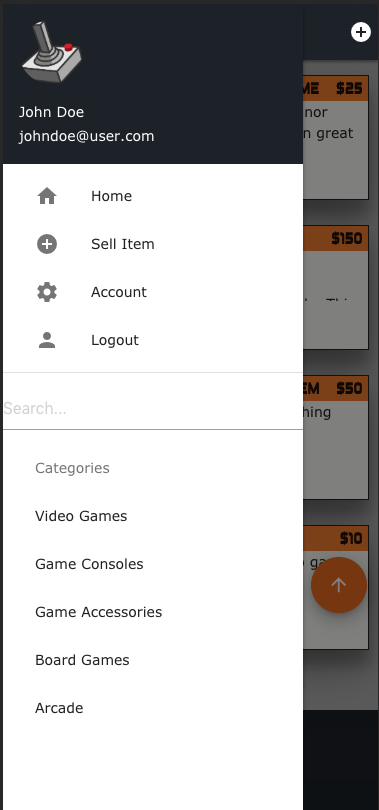 John Doe
johndoe@user.com
Home
Sell Item
Account
Logout
Search...
Categories
Video Games
Game Consoles
Game Accessories
Board Games
Arcade
ME $25
nor
n great
$150
EM $50
hing
$10